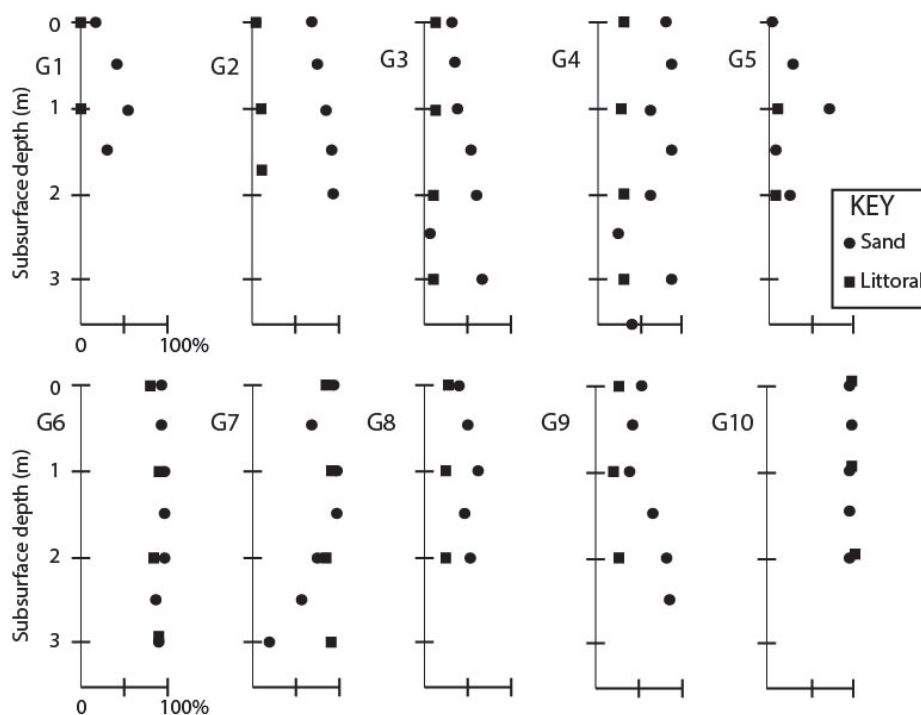 0
G1
G2
G3
G4
G5
1
2
3
Subsurface depth (m)
0
100%
KEY
Sand
Littoral
0
G6
G7
G8
G9
G10
1
2
3
Subsurface depth (m)
0
100%